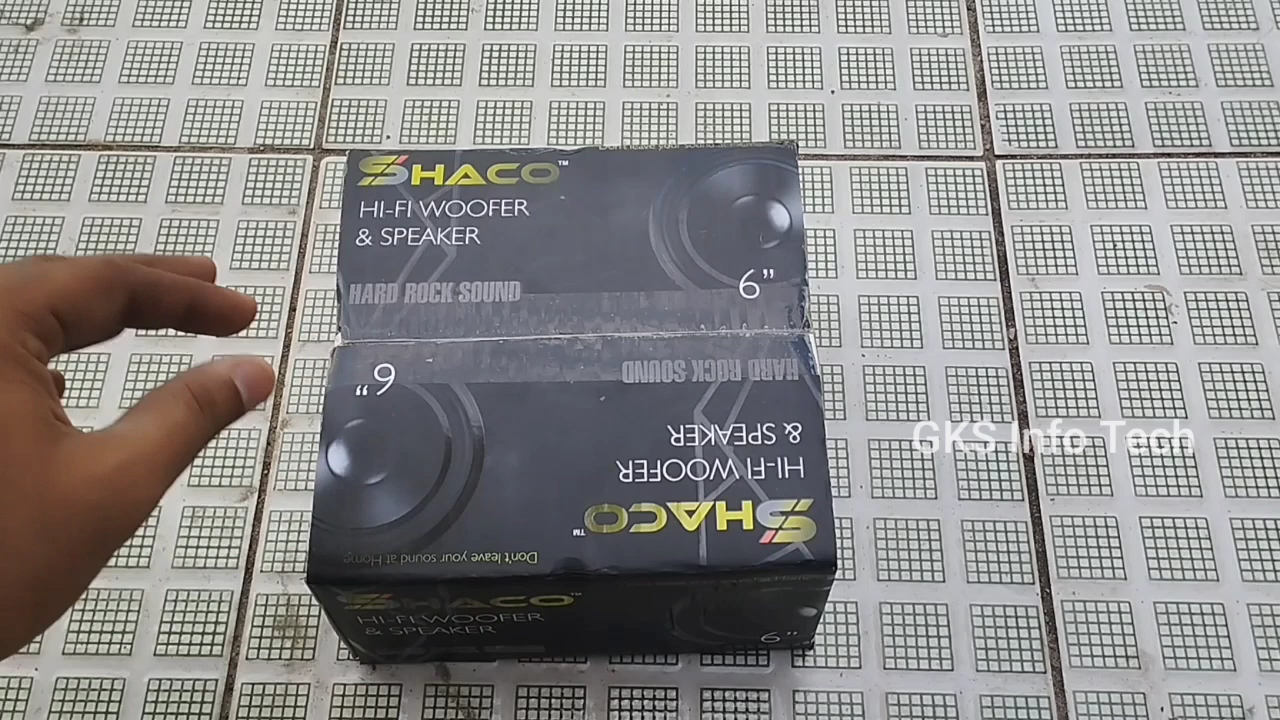 SHACO™
HI-FI WOOFER
& SPEAKER
HARD ROCK SOUND
6”
6”
HARD ROCK SOUND
HI-FI WOOFER
& SPEAKER
SHACO™
Don't leave your sound at Home
SHACO™
HI-FI WOOFER
& SPEAKER
6”
GKS Info Tech